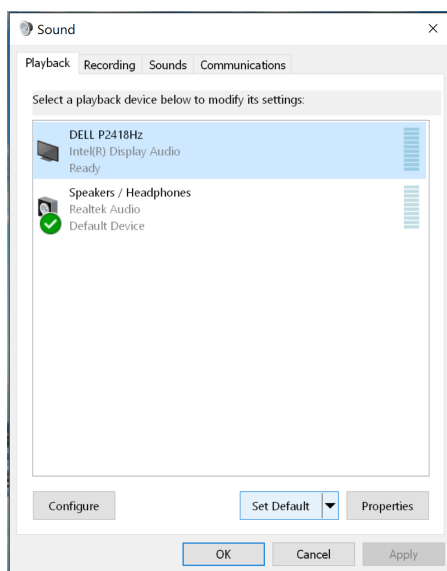 Sound
Playback Recording Sounds Communications
Select a playback device below to modify its settings:
DELL P2418Hz
Intel(R) Display Audio
Ready
Speakers / Headphones
Realtek Audio
Default Device
Configure Set Default Properties
OK Cancel Apply